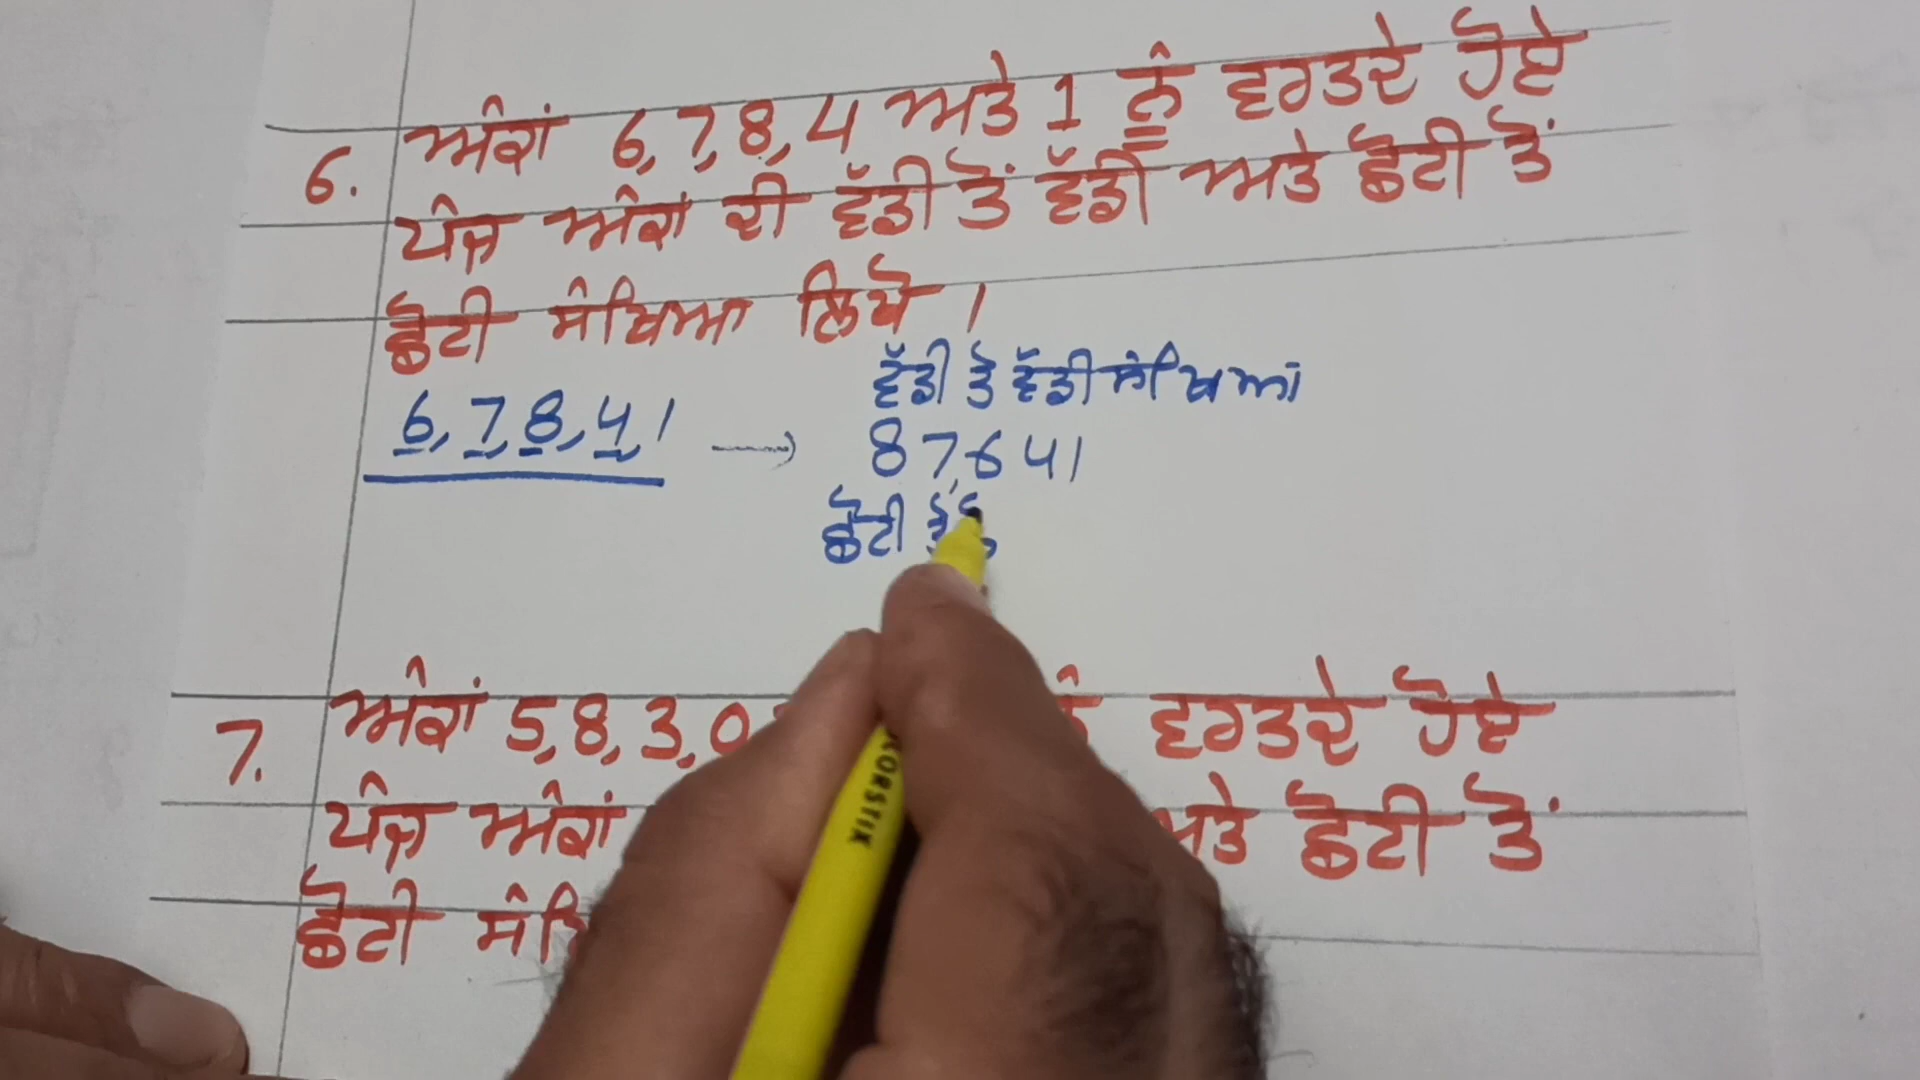 6. ਅੰਕਾਂ 6, 7, 8, 4 ਅਤੇ 1 ਨੂੰ ਵਰਤਦੇ ਹੋਏ
ਪੰਜ ਅੰਕਾਂ ਦੀ ਵੱਡੀ ਤੋਂ ਵੱਡੀ ਅਤੇ ਛੋਟੀ ਤੋਂ
ਛੋਟੀ ਸੰਖਿਆ ਲਿਖੋ ।
ਵੱਡੀ ਤੋਂ ਵੱਡੀ ਸੰਖਿਆ
6, 7, 8, 4, 1 → 87,641
ਛੋਟੀ ਤੋਂ
7. ਅੰਕਾਂ 5, 8, 3, 0 ਵਰਤਦੇ ਹੋਏ
ਪੰਜ ਅੰਕਾਂ ਅਤੇ ਛੋਟੀ ਤੋਂ
ਛੋਟੀ
KORSTIX